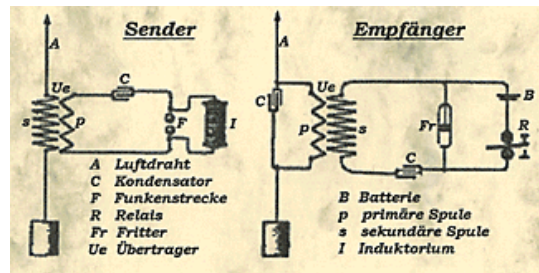 Sender
Empfänger
A
A
Ue
C
s
p
F
I
C
Ue
p
s
Fr
B
R
C
A Luftdraht
C Kondensator
F Funkenstrecke
R Relais
Fr Fritter
Ue Übertrager
B Batterie
p primäre Spule
s sekundäre Spule
I Induktorium